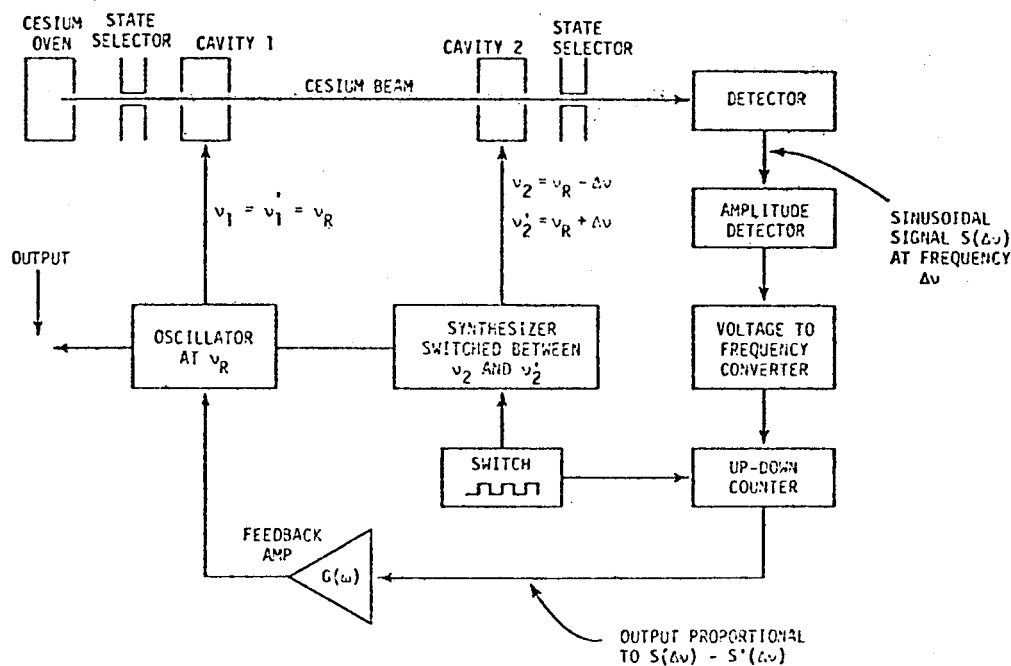 CESIUM
OVEN
STATE
SELECTOR
CAVITY 1
CAVITY 2
STATE
SELECTOR
CESIUM BEAM
DETECTOR
ν1 = ν1' = νR
ν2 = νR - Δν
ν2' = νR + Δν
AMPLITUDE
DETECTOR
SINUSOIDAL
SIGNAL S(Δν)
AT FREQUENCY
Δν
OUTPUT
OSCILLATOR
AT νR
SYNTHESIZER
SWITCHED BETWEEN
ν2 AND ν2'
VOLTAGE TO
FREQUENCY
CONVERTER
SWITCH
UP-DOWN
COUNTER
FEEDBACK
AMP
G(ω)
OUTPUT PROPORTIONAL
TO S(Δν) - S'(Δν)